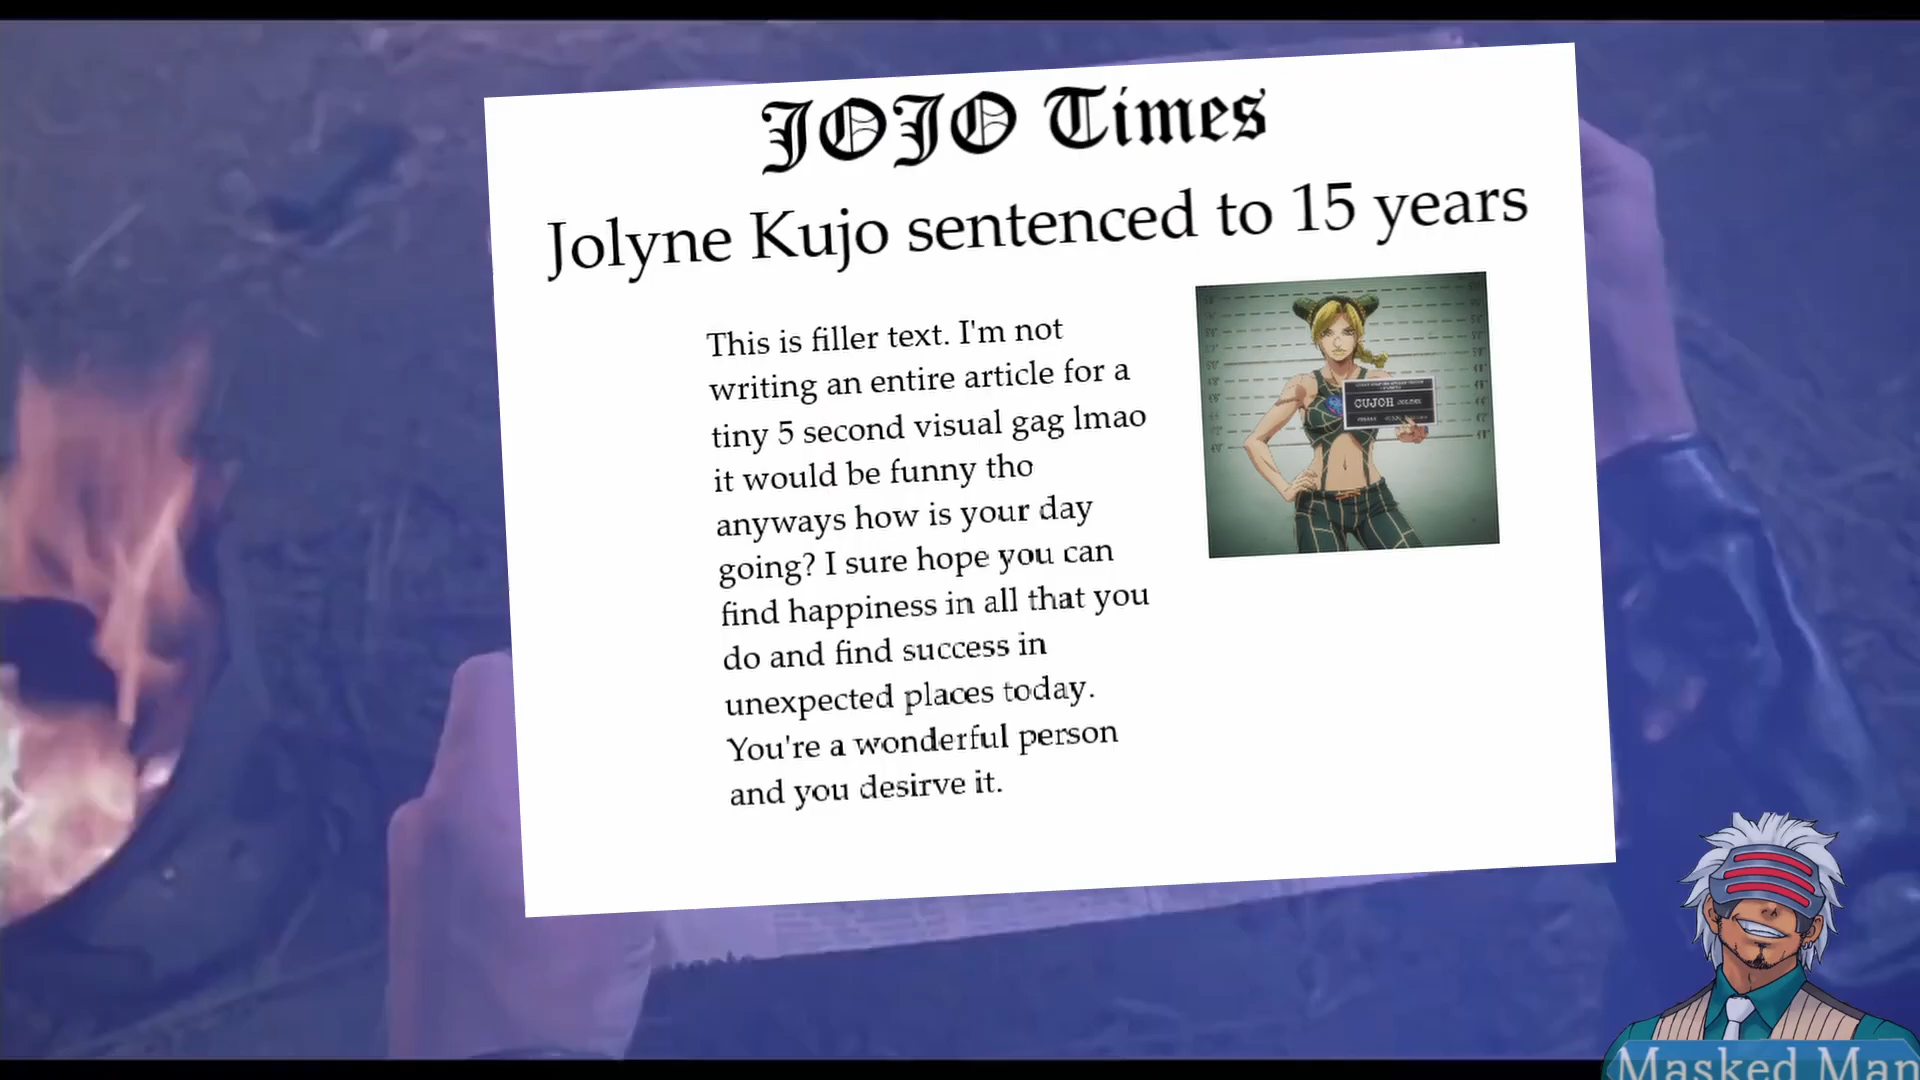 JOJO Times
Jolyne Kujo sentenced to 15 years
This is filler text. I'm not
writing an entire article for a
tiny 5 second visual gag lmao
it would be funny tho
anyways how is your day
going? I sure hope you can
find happiness in all that you
do and find success in
unexpected places today.
You're a wonderful person
and you desirve it.
CUJOH
Masked Man